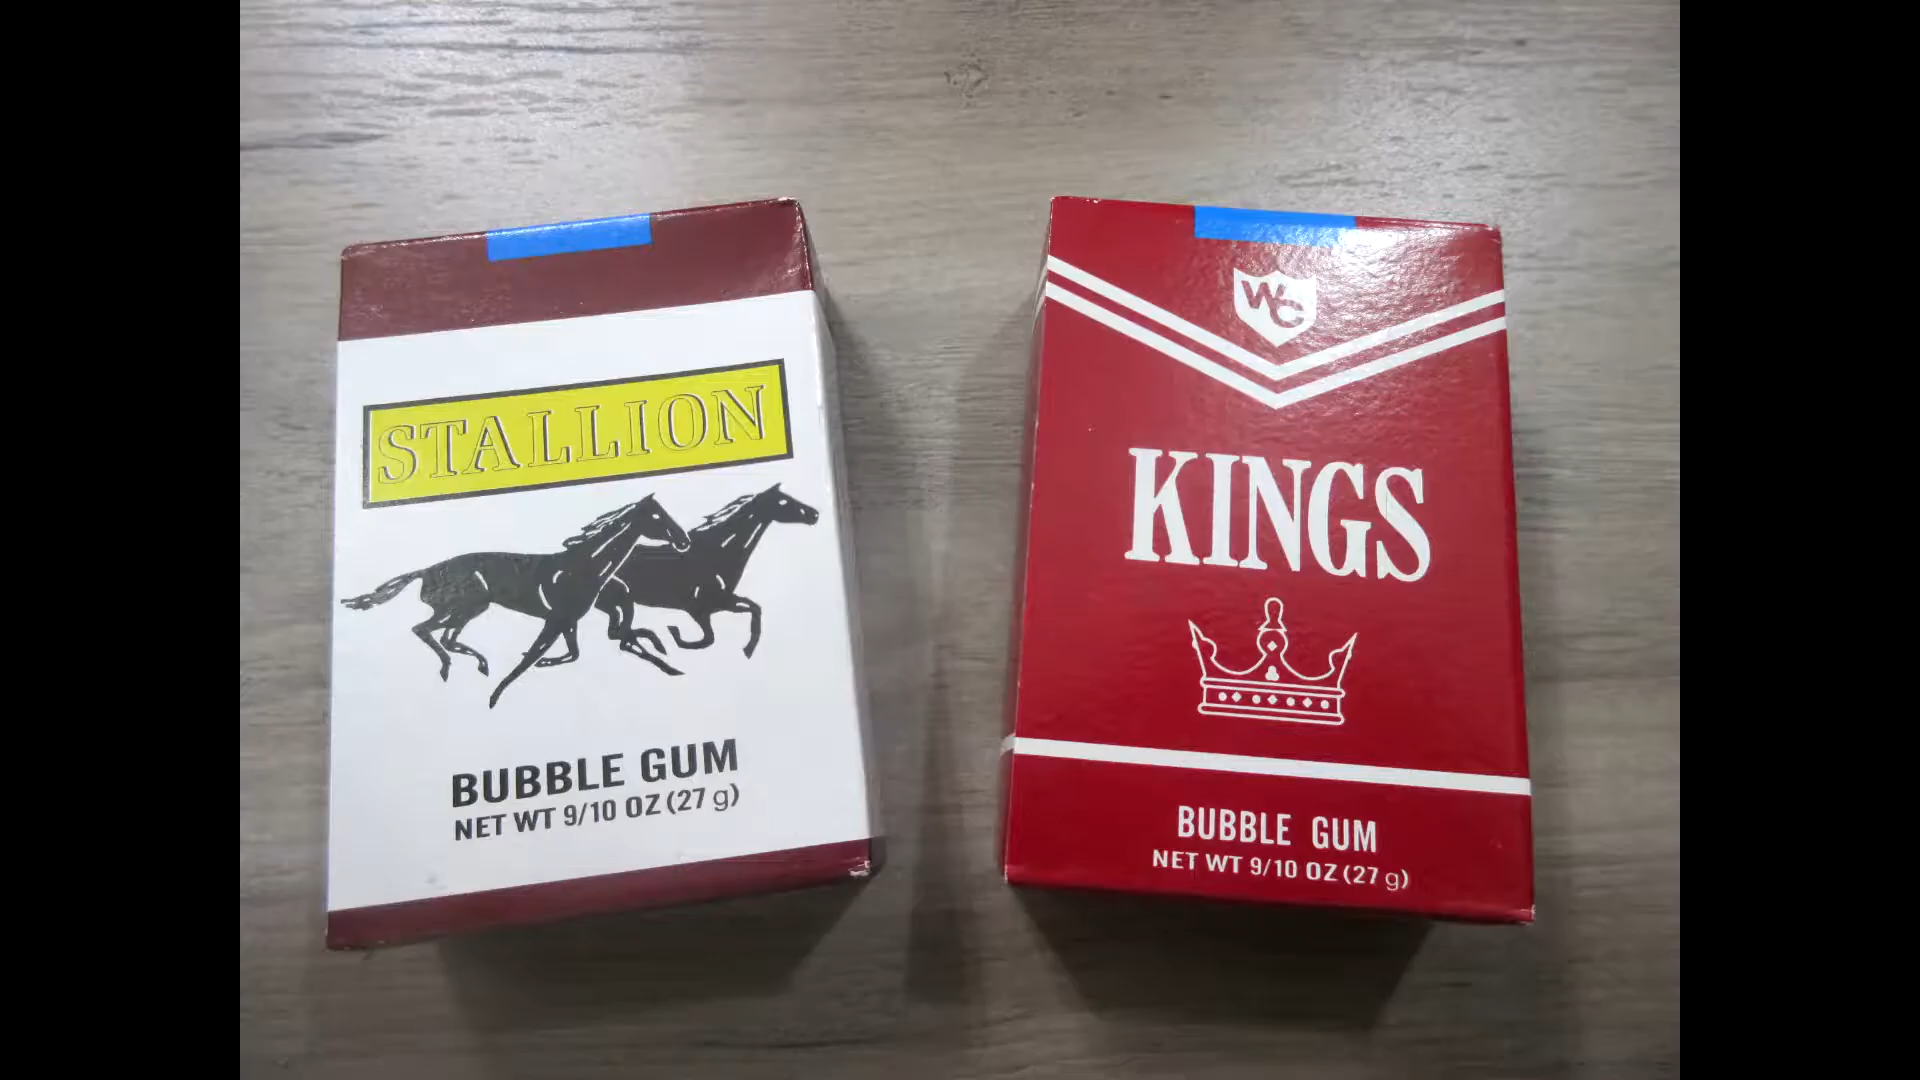 STALLION
BUBBLE GUM
NET WT 9/10 OZ (27 g)
WC
KINGS
BUBBLE GUM
NET WT 9/10 OZ (27 g)